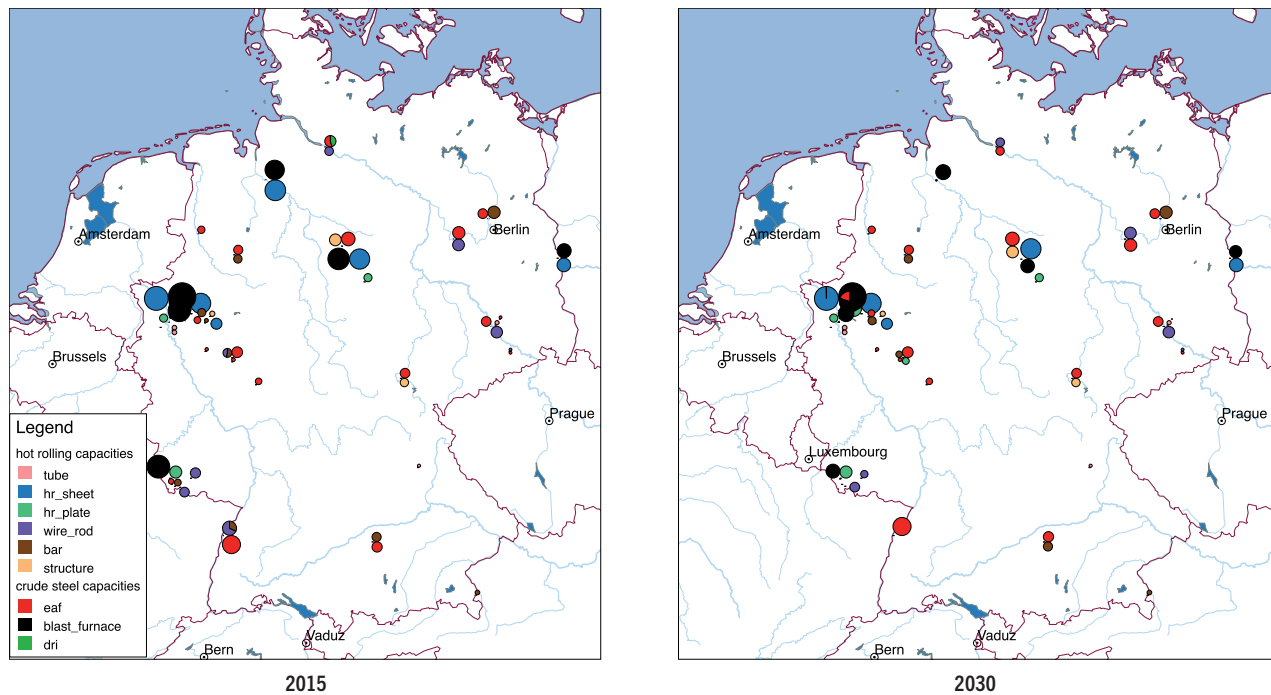 Amsterdam
Berlin
Brussels
Prague
Legend
hot rolling capacities
tube
hr_sheet
hr_plate
wire_rod
bar
structure
crude steel capacities
eaf
blast_furnace
dri
Vaduz
Bern
2015
Amsterdam
Berlin
Brussels
Prague
Luxembourg
Vaduz
Bern
2030